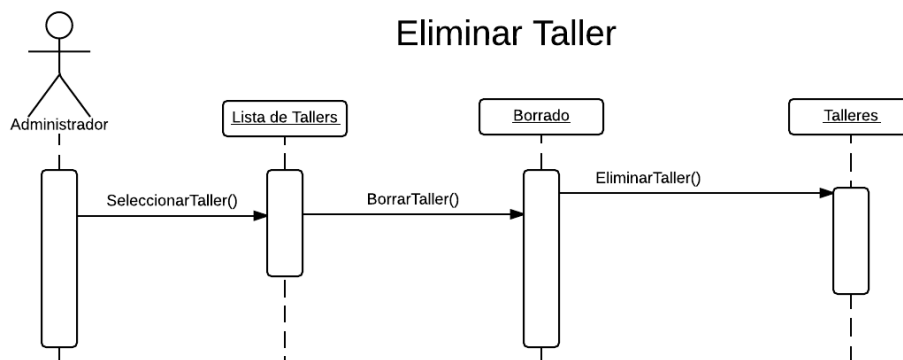 Eliminar Taller
Administrador
Lista de Tallers
Borrado
Talleres
SeleccionarTaller()
BorrarTaller()
EliminarTaller()